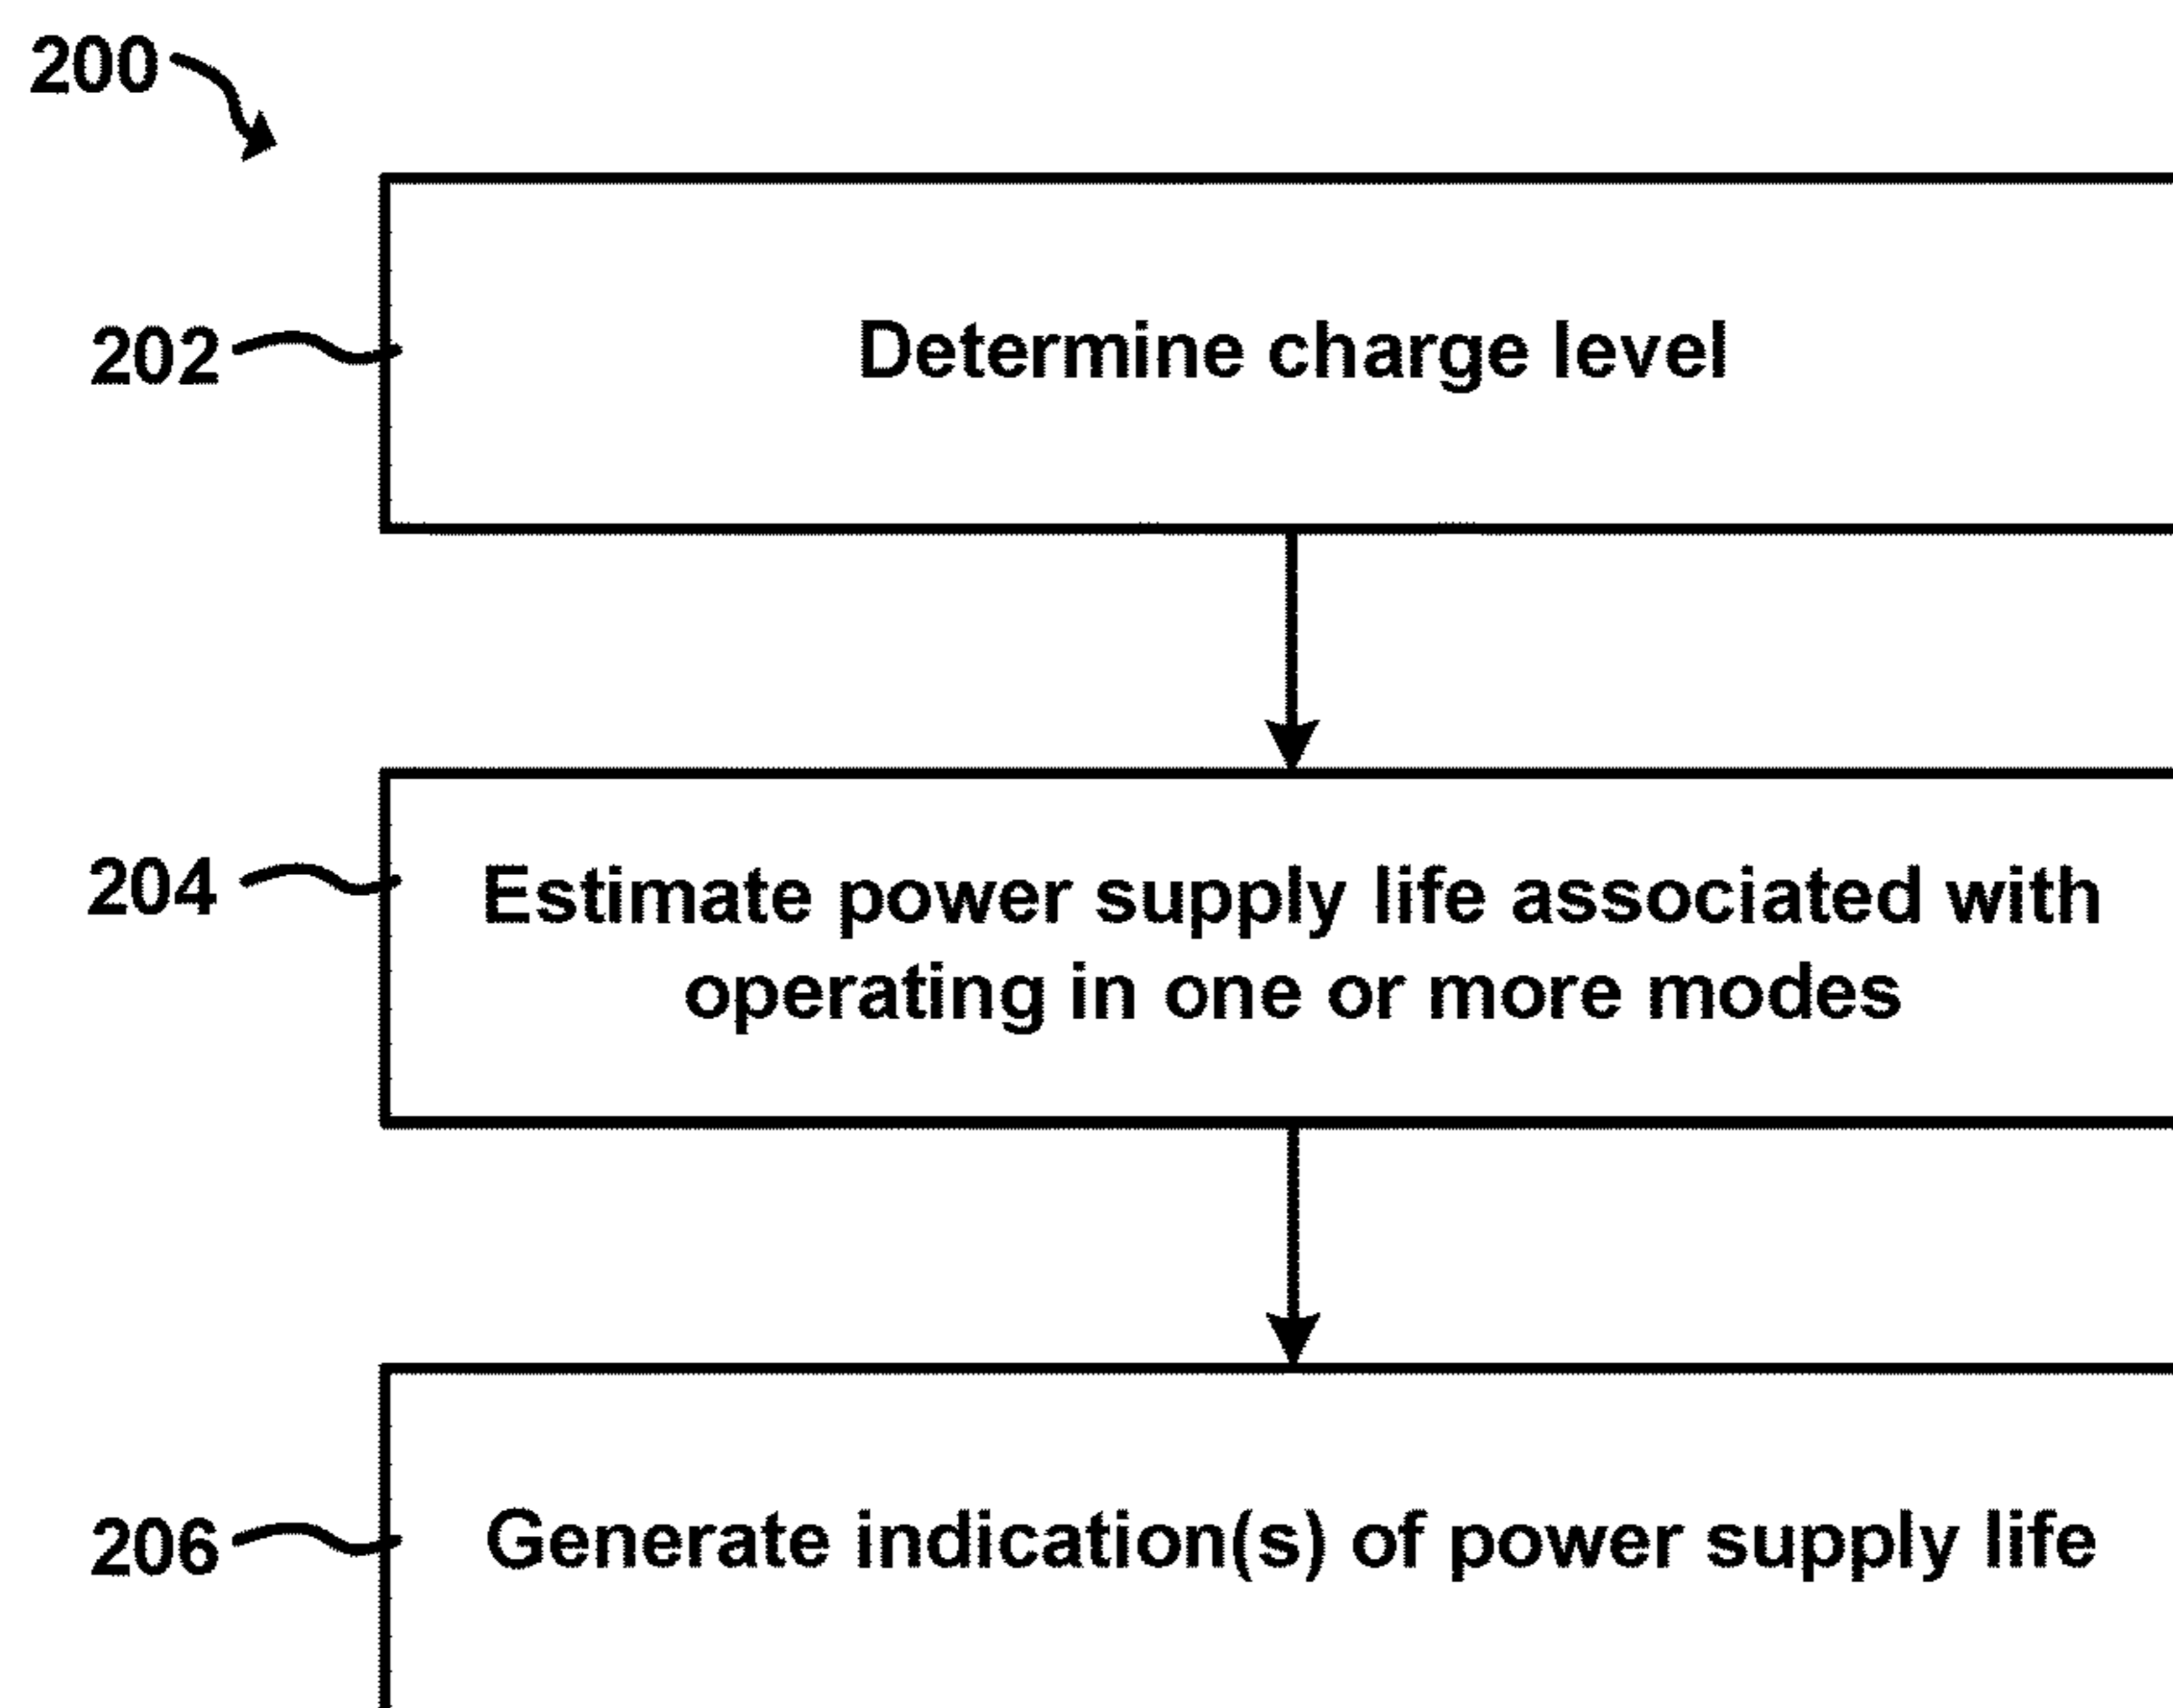 200
202
Determine charge level
204
Estimate power supply life associated with
operating in one or more modes
206
Generate indication(s) of power supply life